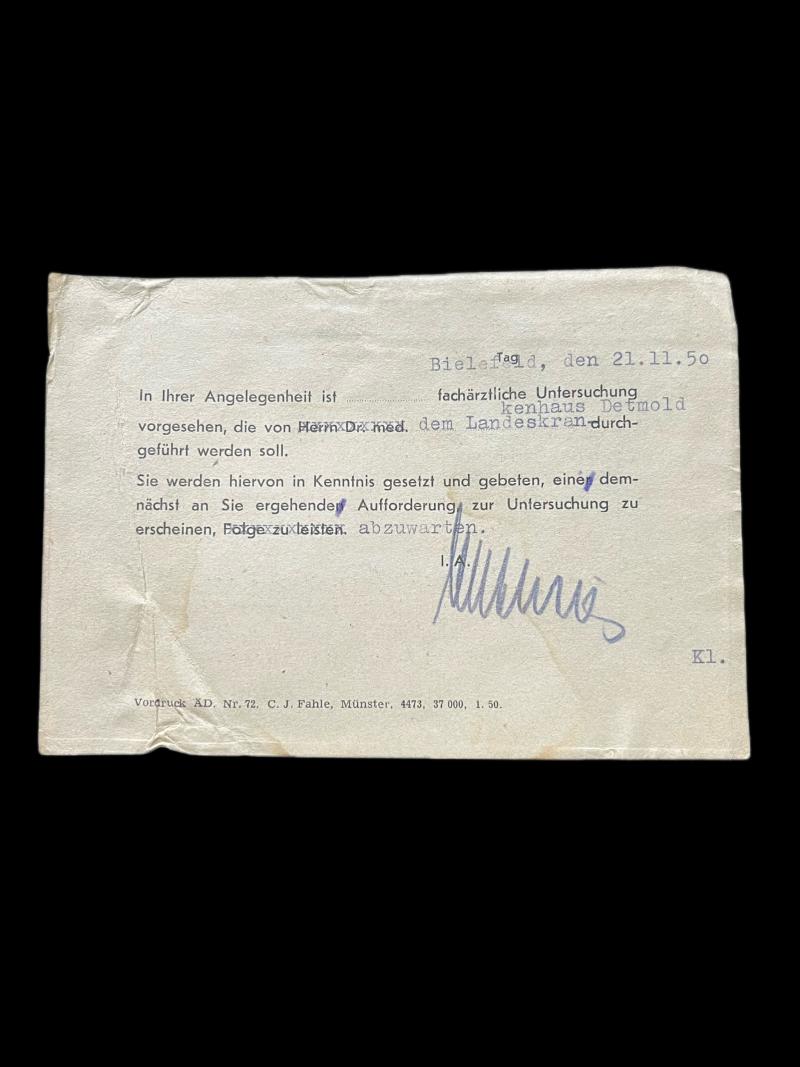 Tag
Bielefeld, den 21.11.50
In Ihrer Angelegenheit ist .................... fachärztliche Untersuchung
kenhaus Detmold
vorgesehen, die von Herrn Dr. med. dem Landeskran-durch-
geführt werden soll.
Sie werden hiervon in Kenntnis gesetzt und gebeten, einer dem-
nächst an Sie ergehenden Aufforderung, zur Untersuchung zu
erscheinen, Folge zu leisten. abzuwarten.
I. A.
Kl.
Vordruck ÄD. Nr. 72. C. J. Fahle, Münster, 4473, 37 000, 1. 50.